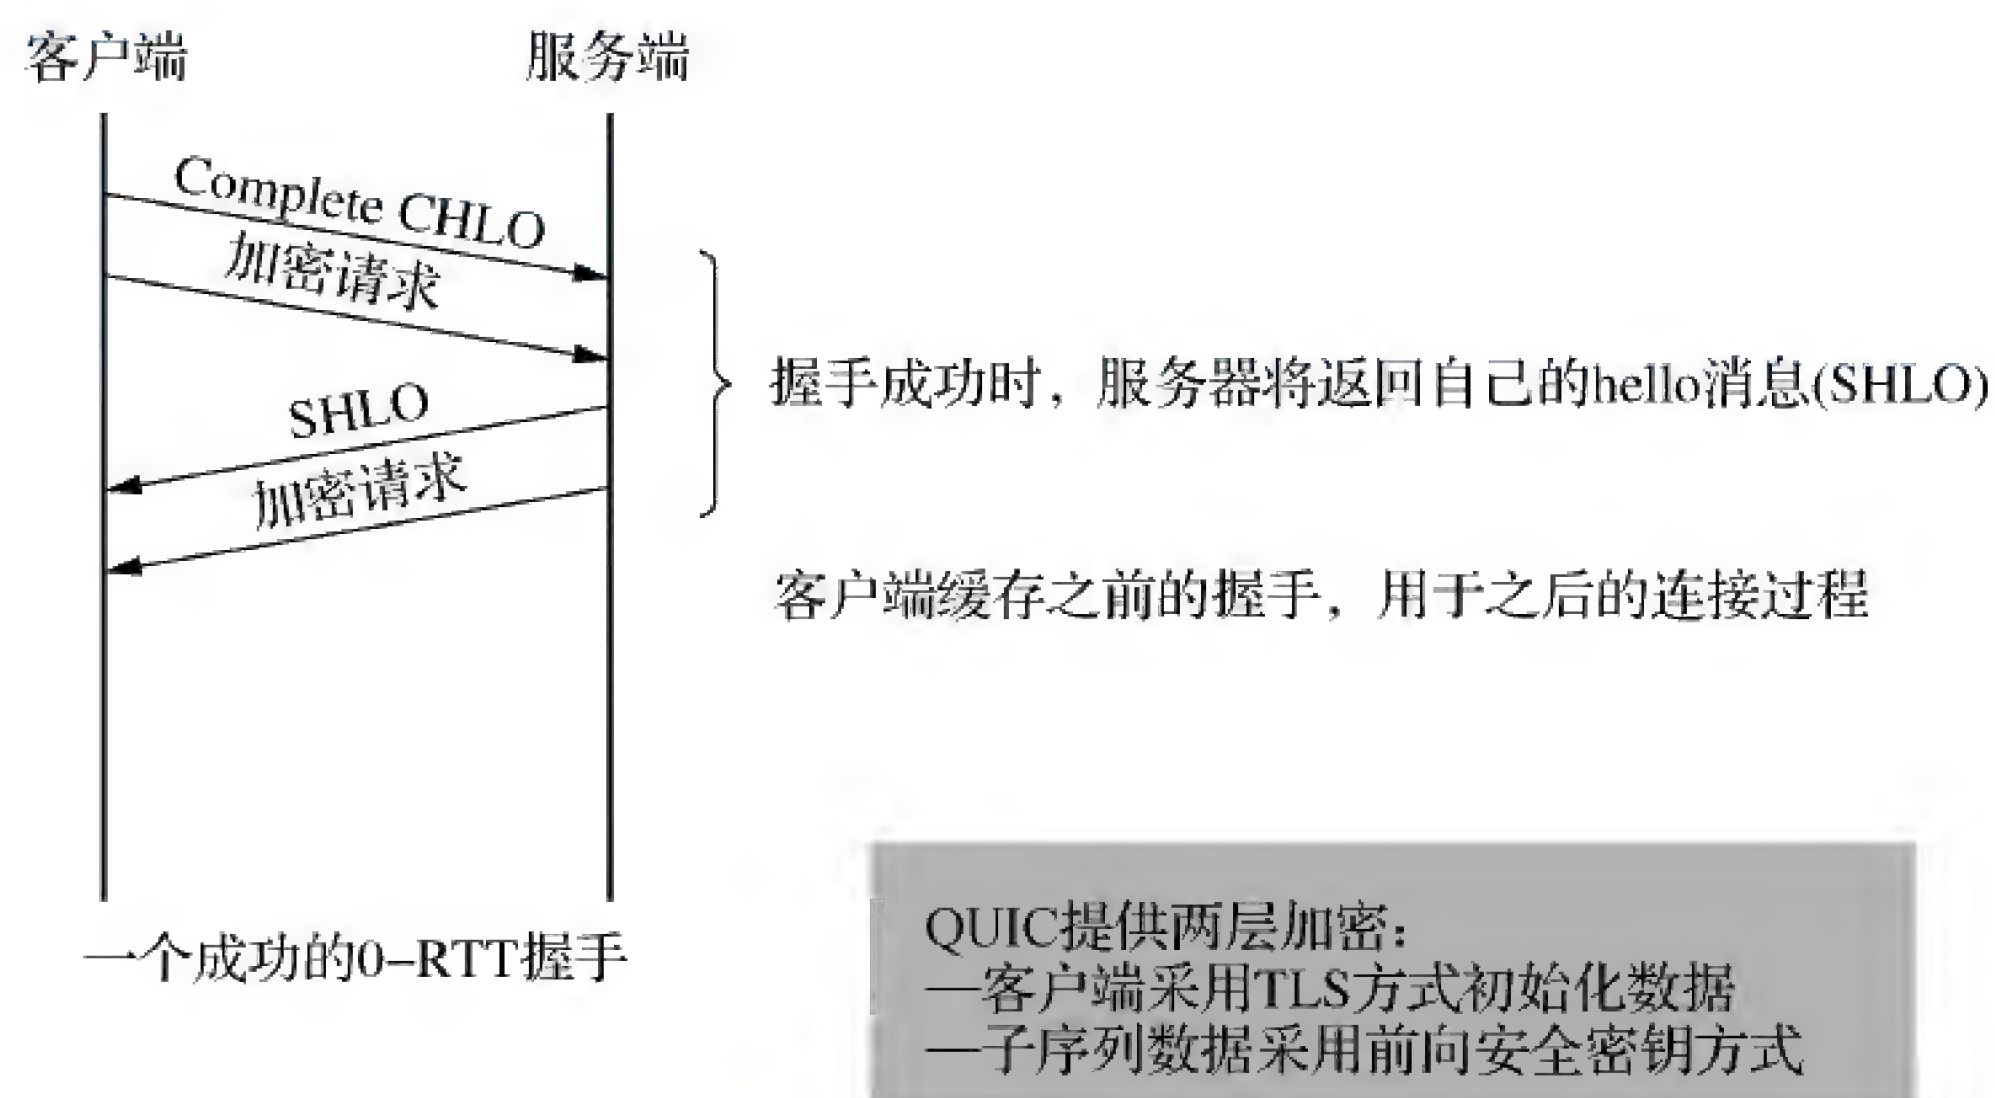 客户端
服务端
Complete CHLO
加密请求
SHLO
加密请求
握手成功时，服务器将返回自己的hello消息(SHLO)
客户端缓存之前的握手，用于之后的连接过程
一个成功的0-RTT握手
QUIC提供两层加密：
—客户端采用TLS方式初始化数据
—子序列数据采用前向安全密钥方式